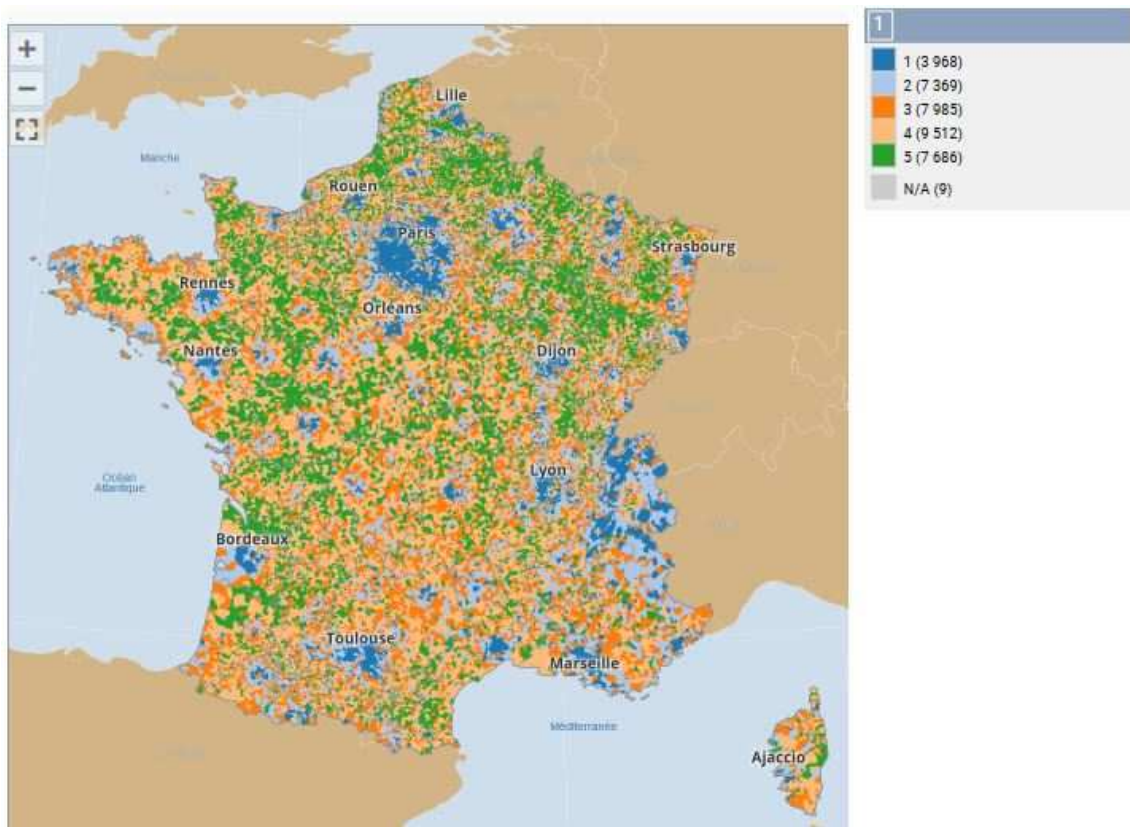 +
−
Manche
Lille
Rouen
Paris
Strasbourg
Rennes
Orléans
Nantes
Dijon
Océan
Atlantique
Lyon
Bordeaux
Toulouse
Marseille
Méditerranée
Ajaccio
1
1 (3 968)
2 (7 369)
3 (7 985)
4 (9 512)
5 (7 686)
N/A (9)